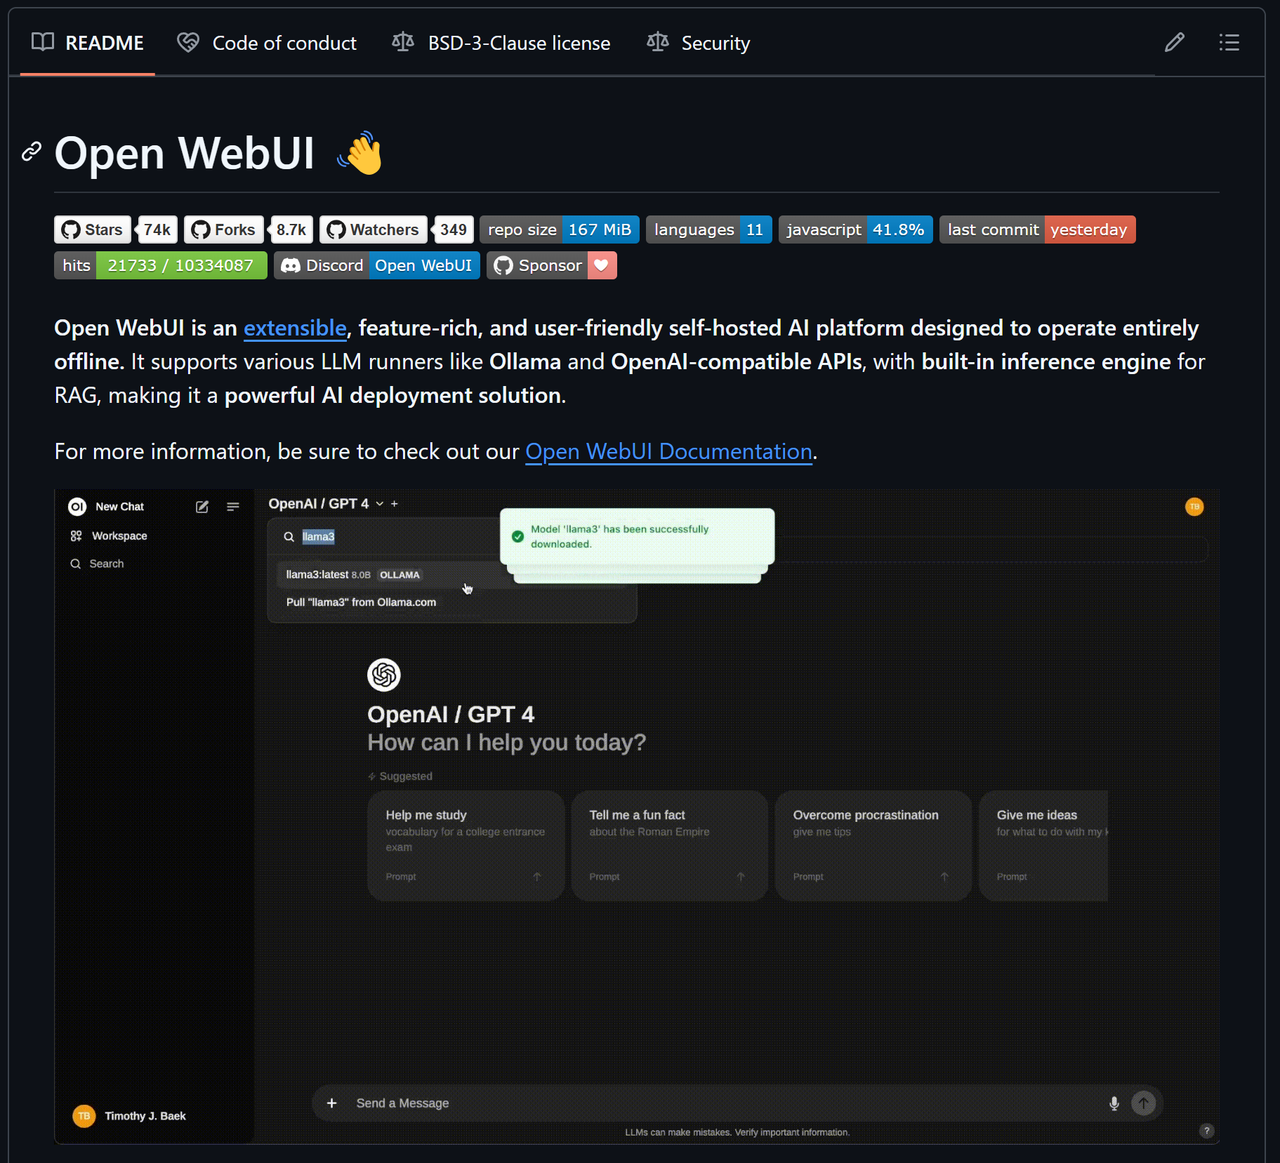 README Code of conduct BSD-3-Clause license Security
Open WebUI 👋
Stars 74k Forks 8.7k Watchers 349 repo size 167 MiB languages 11 javascript 41.8% last commit yesterday
hits 21733 / 10334087 Discord Open WebUI Sponsor
Open WebUI is an extensible, feature-rich, and user-friendly self-hosted AI platform designed to operate entirely
offline. It supports various LLM runners like Ollama and OpenAI-compatible APIs, with built-in inference engine for
RAG, making it a powerful AI deployment solution.
For more information, be sure to check out our Open WebUI Documentation.
OI New Chat
Workspace
Search
OpenAI / GPT 4
TB
llama3
Model 'llama3' has been successfully
downloaded.
llama3:latest 8.0B OLLAMA
Pull "llama3" from Ollama.com
OpenAI / GPT 4
How can I help you today?
Suggested
Help me study
vocabulary for a college entrance
exam
Prompt
Tell me a fun fact
about the Roman Empire
Prompt
Overcome procrastination
give me tips
Prompt
Give me ideas
for what to do with my
Prompt
TB Timothy J. Baek
+ Send a Message
LLMs can make mistakes. Verify important information.
?